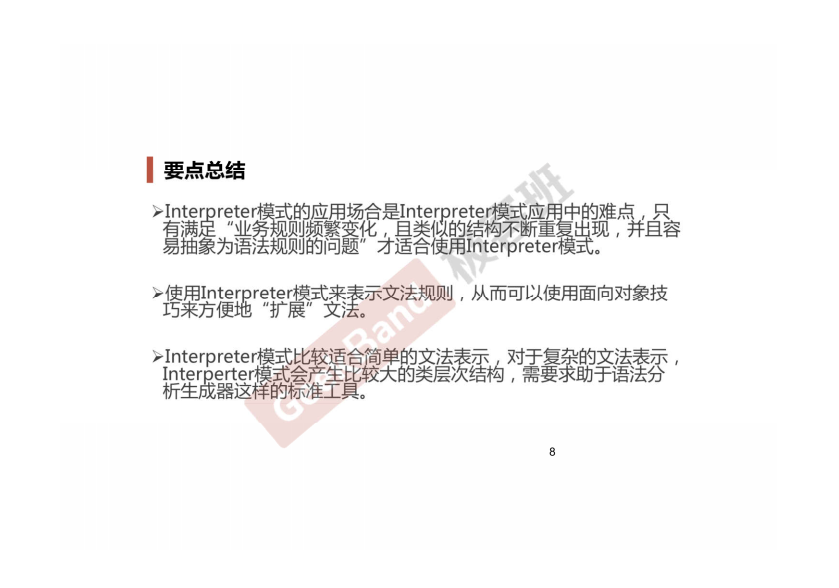 要点总结
➢Interpreter模式的应用场合是Interpreter模式应用中的难点，只
有满足“业务规则频繁变化，且类似的结构不断重复出现，并且容
易抽象为语法规则的问题”才适合使用Interpreter模式。
➢使用Interpreter模式来表示文法规则，从而可以使用面向对象技
巧来方便地“扩展”文法。
➢Interpreter模式比较适合简单的文法表示，对于复杂的文法表示，
Interperter模式会产生比较大的类层次结构，需要求助于语法分
析生成器这样的标准工具。
GeekBand 极客班
8